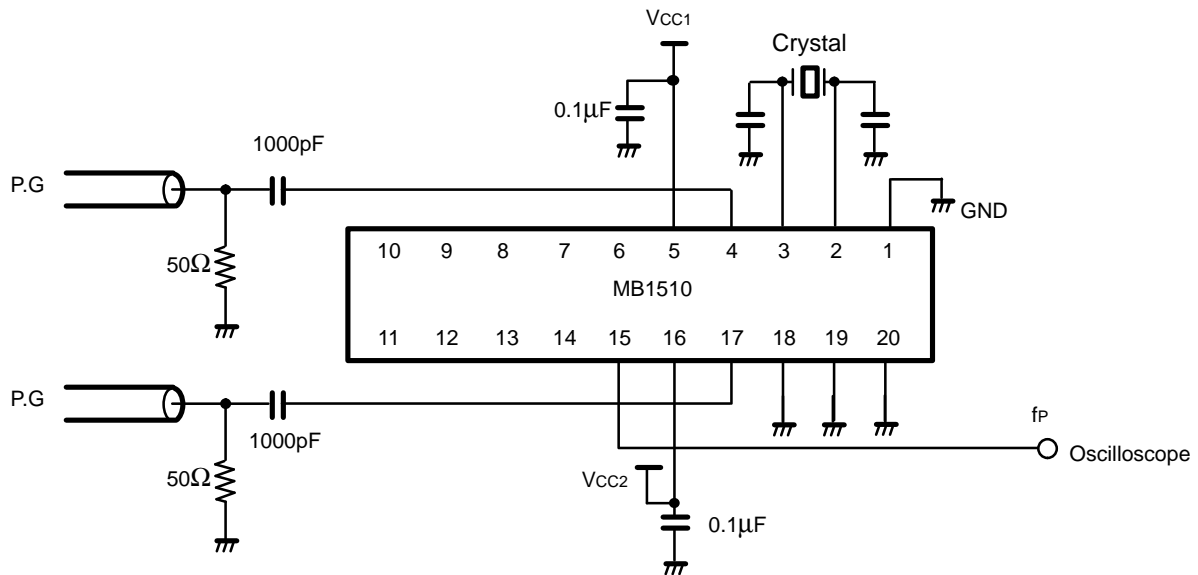 VCC1
Crystal
0.1µF
1000pF
P.G
GND
50Ω
10 9 8 7 6 5 4 3 2 1
MB1510
11 12 13 14 15 16 17 18 19 20
P.G
fP
1000pF
Oscilloscope
50Ω
VCC2
0.1µF